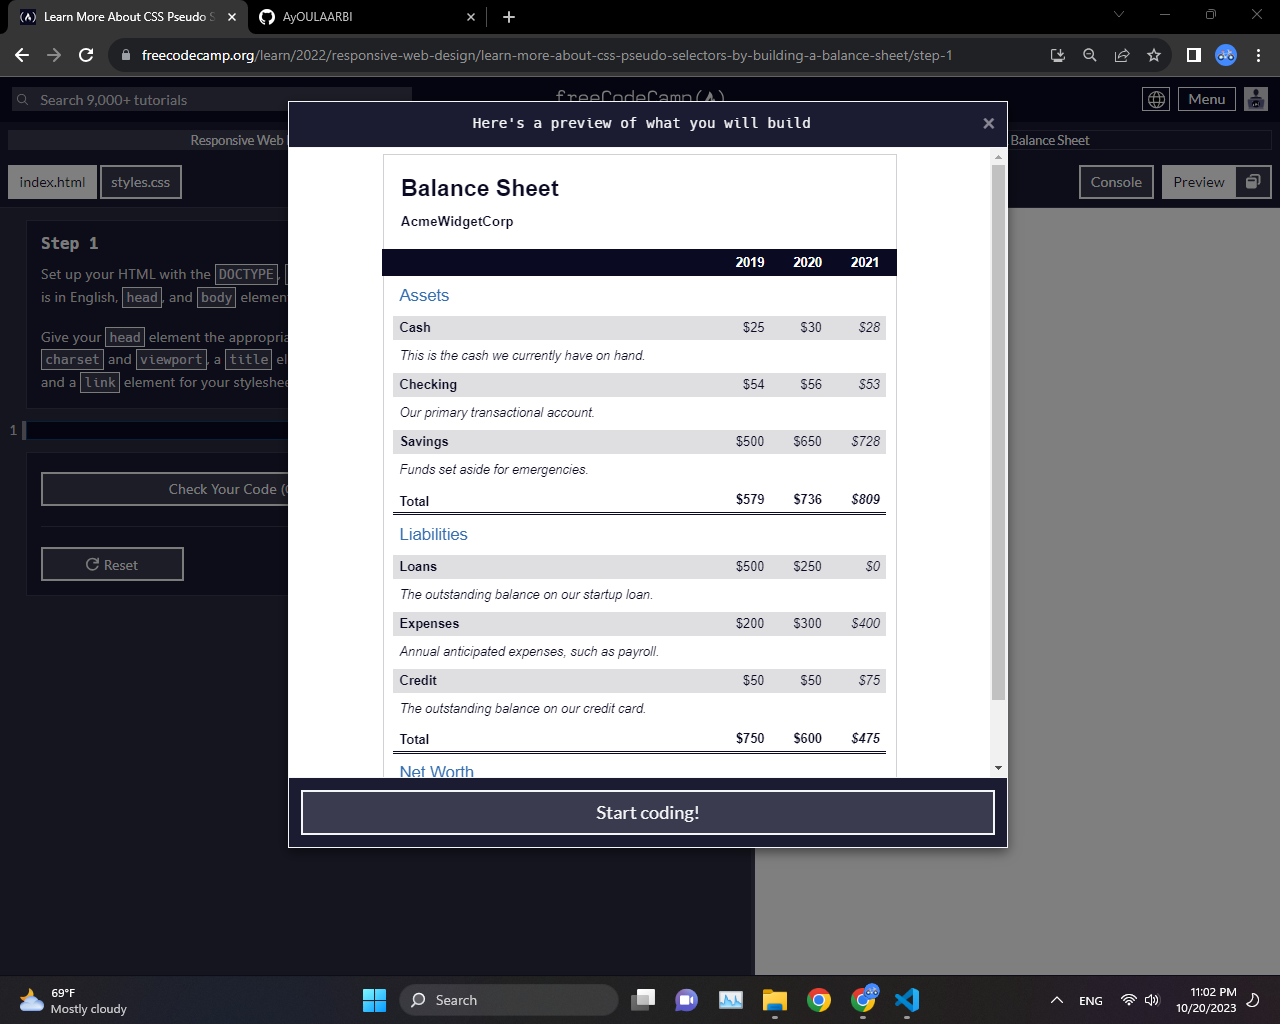 Learn More About CSS Pseudo S
AyOULAARBI
freecodecamp.org/learn/2022/responsive-web-design/learn-more-about-css-pseudo-selectors-by-building-a-balance-sheet/step-1
Search 9,000+ tutorials
freeCodeCamp
Menu
Responsive Web
Balance Sheet
index.html
styles.css
Console
Preview
Step 1
Set up your HTML with the DOCTYPE,
is in English, head, and body elemen
Give your head element the appropria
charset and viewport, a title el
and a link element for your styleshee
1
Check Your Code (
Reset
Here's a preview of what you will build
Balance Sheet
AcmeWidgetCorp
2019 2020 2021
Assets
Cash $25 $30 $28
This is the cash we currently have on hand.
Checking $54 $56 $53
Our primary transactional account.
Savings $500 $650 $728
Funds set aside for emergencies.
Total $579 $736 $809
Liabilities
Loans $500 $250 $0
The outstanding balance on our startup loan.
Expenses $200 $300 $400
Annual anticipated expenses, such as payroll.
Credit $50 $50 $75
The outstanding balance on our credit card.
Total $750 $600 $475
Net Worth
Start coding!
69°F
Mostly cloudy
Search
ENG
11:02 PM
10/20/2023